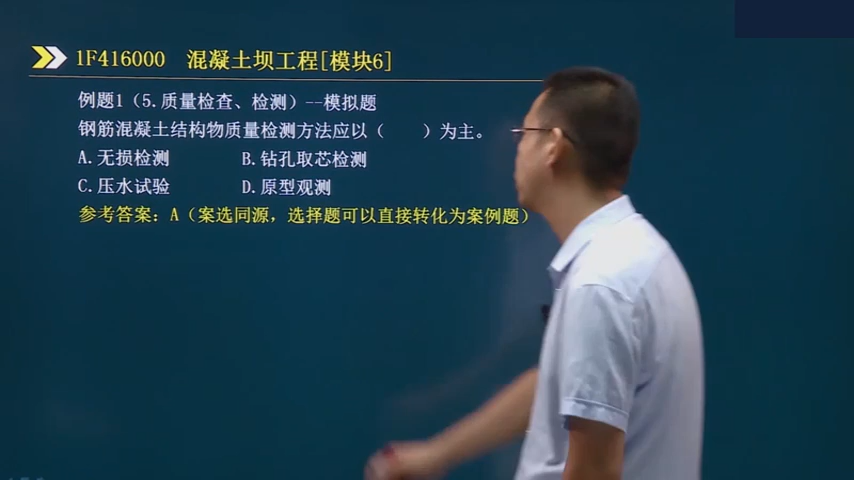 1F416000 混凝土坝工程[模块6]
例题1（5.质量检查、检测）--模拟题
钢筋混凝土结构物质量检测方法应以（ ）为主。
A.无损检测 B.钻孔取芯检测
C.压水试验 D.原型观测
参考答案：A（案选同源，选择题可以直接转化为案例题）